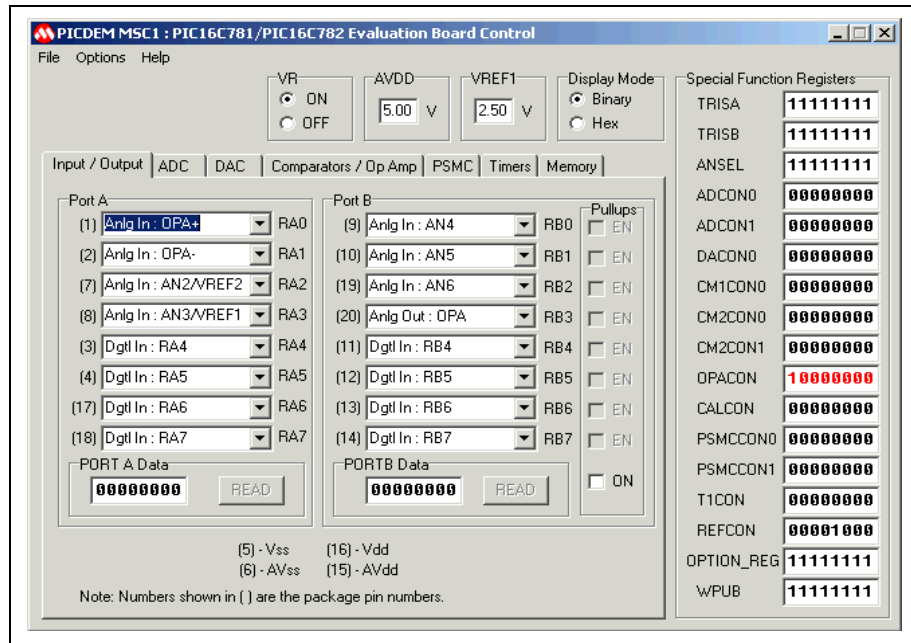 PICDEM MSC1 : PIC16C781/PIC16C782 Evaluation Board Control
File Options Help
VR
ON
OFF
AVDD
5.00 V
VREF1
2.50 V
Display Mode
Binary
Hex
Input / Output ADC DAC Comparators / Op Amp PSMC Timers Memory
Port A
(1) Anlg In : OPA+ RA0
(2) Anlg In : OPA- RA1
(7) Anlg In : AN2/VREF2 RA2
(8) Anlg In : AN3/VREF1 RA3
(3) Dgtl In : RA4 RA4
(4) Dgtl In : RA5 RA5
(17) Dgtl In : RA6 RA6
(18) Dgtl In : RA7 RA7
PORT A Data
00000000 READ
Port B
Pullups
(9) Anlg In : AN4 RB0 EN
(10) Anlg In : AN5 RB1 EN
(19) Anlg In : AN6 RB2 EN
(20) Anlg Out : OPA RB3 EN
(11) Dgtl In : RB4 RB4 EN
(12) Dgtl In : RB5 RB5 EN
(13) Dgtl In : RB6 RB6 EN
(14) Dgtl In : RB7 RB7 EN
PORTB Data
00000000 READ
ON
(5) - Vss (16) - Vdd
(6) - AVss (15) - AVdd
Note: Numbers shown in ( ) are the package pin numbers.
Special Function Registers
TRISA 11111111
TRISB 11111111
ANSEL 11111111
ADCON0 00000000
ADCON1 00000000
DACON0 00000000
CM1CON0 00000000
CM2CON0 00000000
CM2CON1 00000000
OPACON 10000000
CALCON 00000000
PSMCCON0 00000000
PSMCCON1 00000000
T1CON 00000000
REFCON 00001000
OPTION_REG 11111111
WPUB 11111111